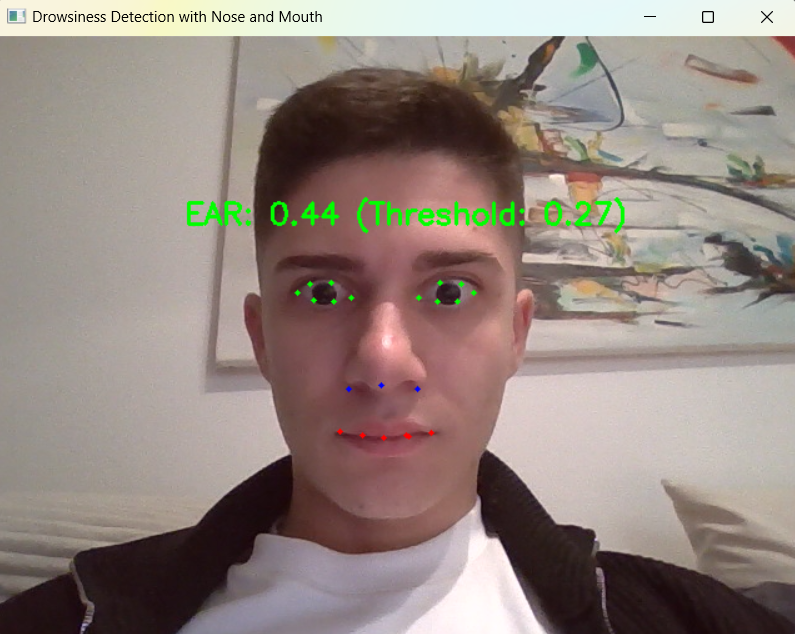 Drowsiness Detection with Nose and Mouth
EAR: 0.44 (Threshold: 0.27)